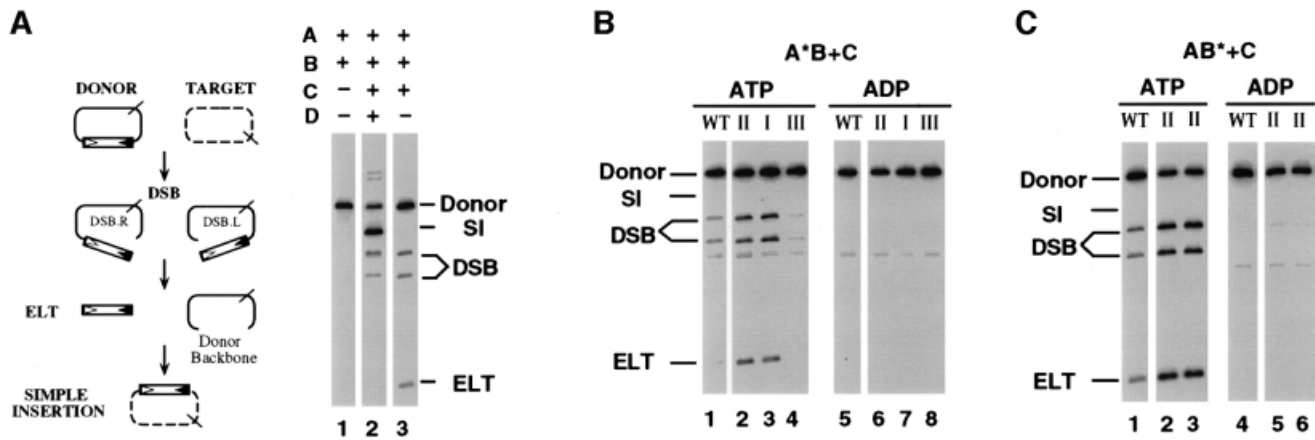 A
DONOR TARGET
DSB
DSB.R DSB.L
ELT
Donor
Backbone
SIMPLE
INSERTION
A + + +
B + + +
C − + +
D − + −
Donor
SI
DSB
ELT
1 2 3
B
A*B+C
ATP ADP
WT II I III WT II I III
Donor
SI
DSB
ELT
1 2 3 4 5 6 7 8
C
AB*+C
ATP ADP
WT II II WT II II
Donor
SI
DSB
ELT
1 2 3 4 5 6